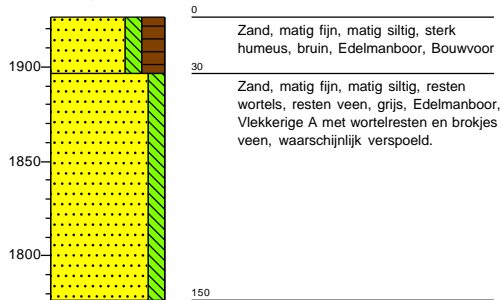 0
Zand, matig fijn, matig siltig, sterk
humeus, bruin, Edelmanboor, Bouwvoor
1900
30
Zand, matig fijn, matig siltig, resten
wortels, resten veen, grijs, Edelmanboor,
Vlekkerige A met wortelresten en brokjes
veen, waarschijnlijk verspoeld.
1850
1800
150